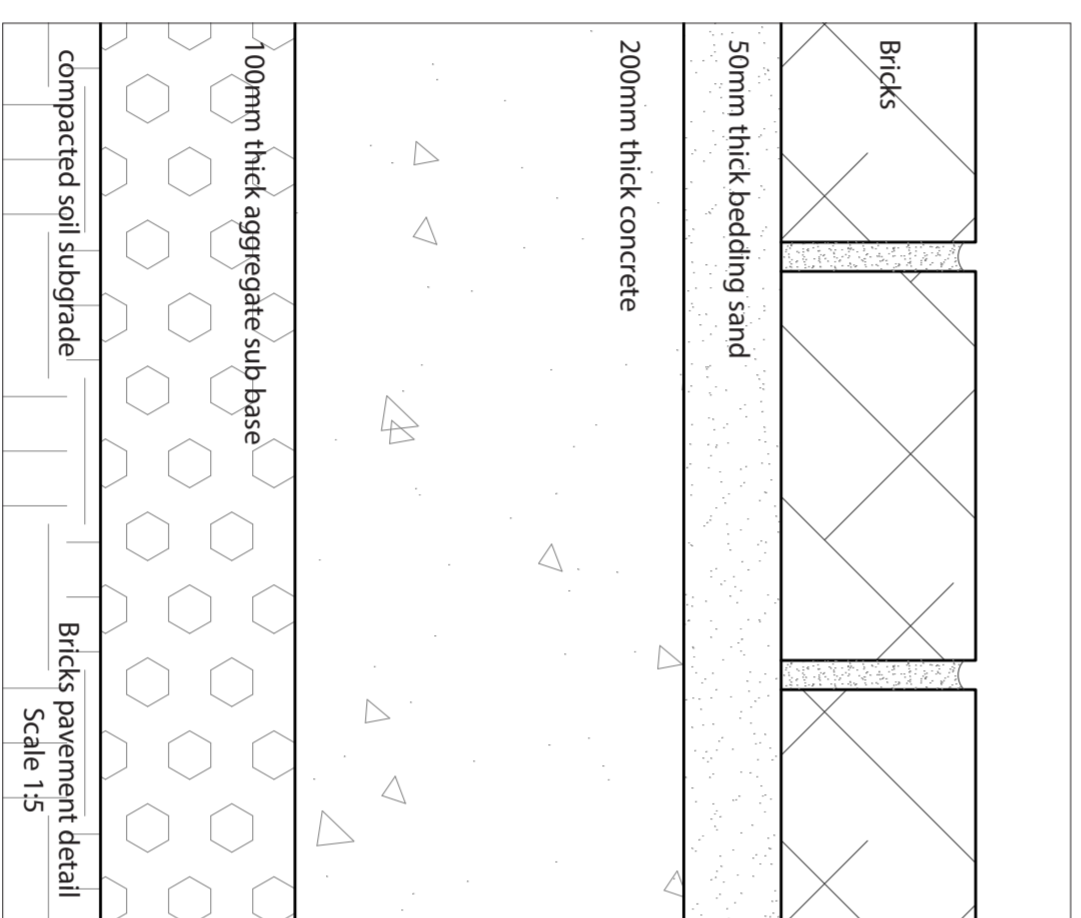 Bricks
50mm thick bedding sand
200mm thick concrete
100mm thick aggregate sub base
compacted soil subgrade
Bricks pavement detail
Scale 1:5